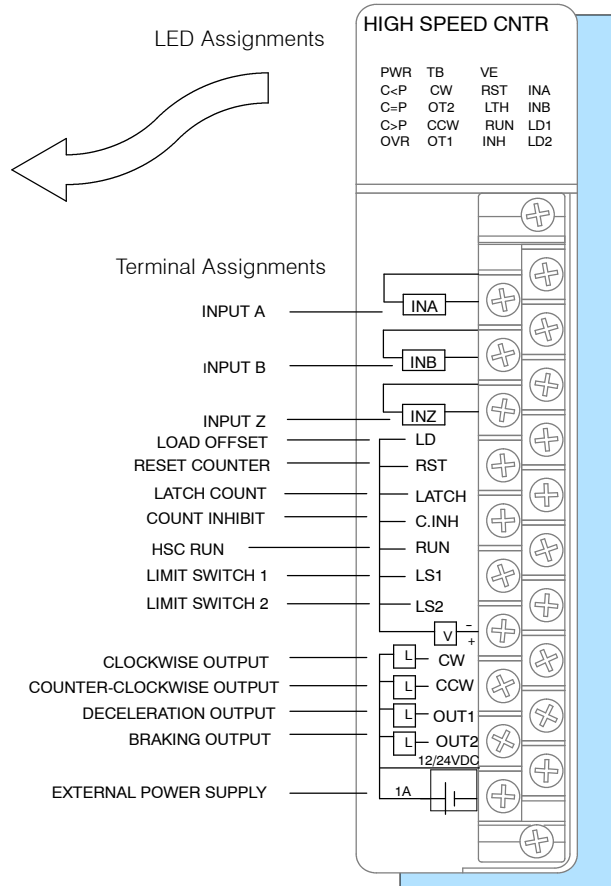 LED Assignments
HIGH SPEED CNTR
PWR TB VE
C<P CW RST INA
C=P OT2 LTH INB
C>P CCW RUN LD1
OVR OT1 INH LD2
Terminal Assignments
INPUT A INA
INPUT B INB
INPUT Z INZ
LOAD OFFSET LD
RESET COUNTER RST
LATCH COUNT LATCH
COUNT INHIBIT C.INH
HSC RUN RUN
LIMIT SWITCH 1 LS1
LIMIT SWITCH 2 LS2
V - +
CLOCKWISE OUTPUT L CW
COUNTER-CLOCKWISE OUTPUT L CCW
DECELERATION OUTPUT L OUT1
BRAKING OUTPUT L OUT2
12/24VDC
EXTERNAL POWER SUPPLY 1A